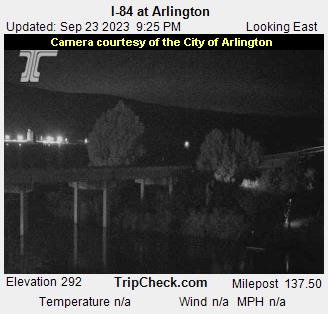 I-84 at Arlington
Updated: Sep 23 2023 9:25 PM Looking East
Camera courtesy of the City of Arlington
Elevation 292 TripCheck.com Milepost 137.50
Temperature n/a Wind n/a MPH n/a